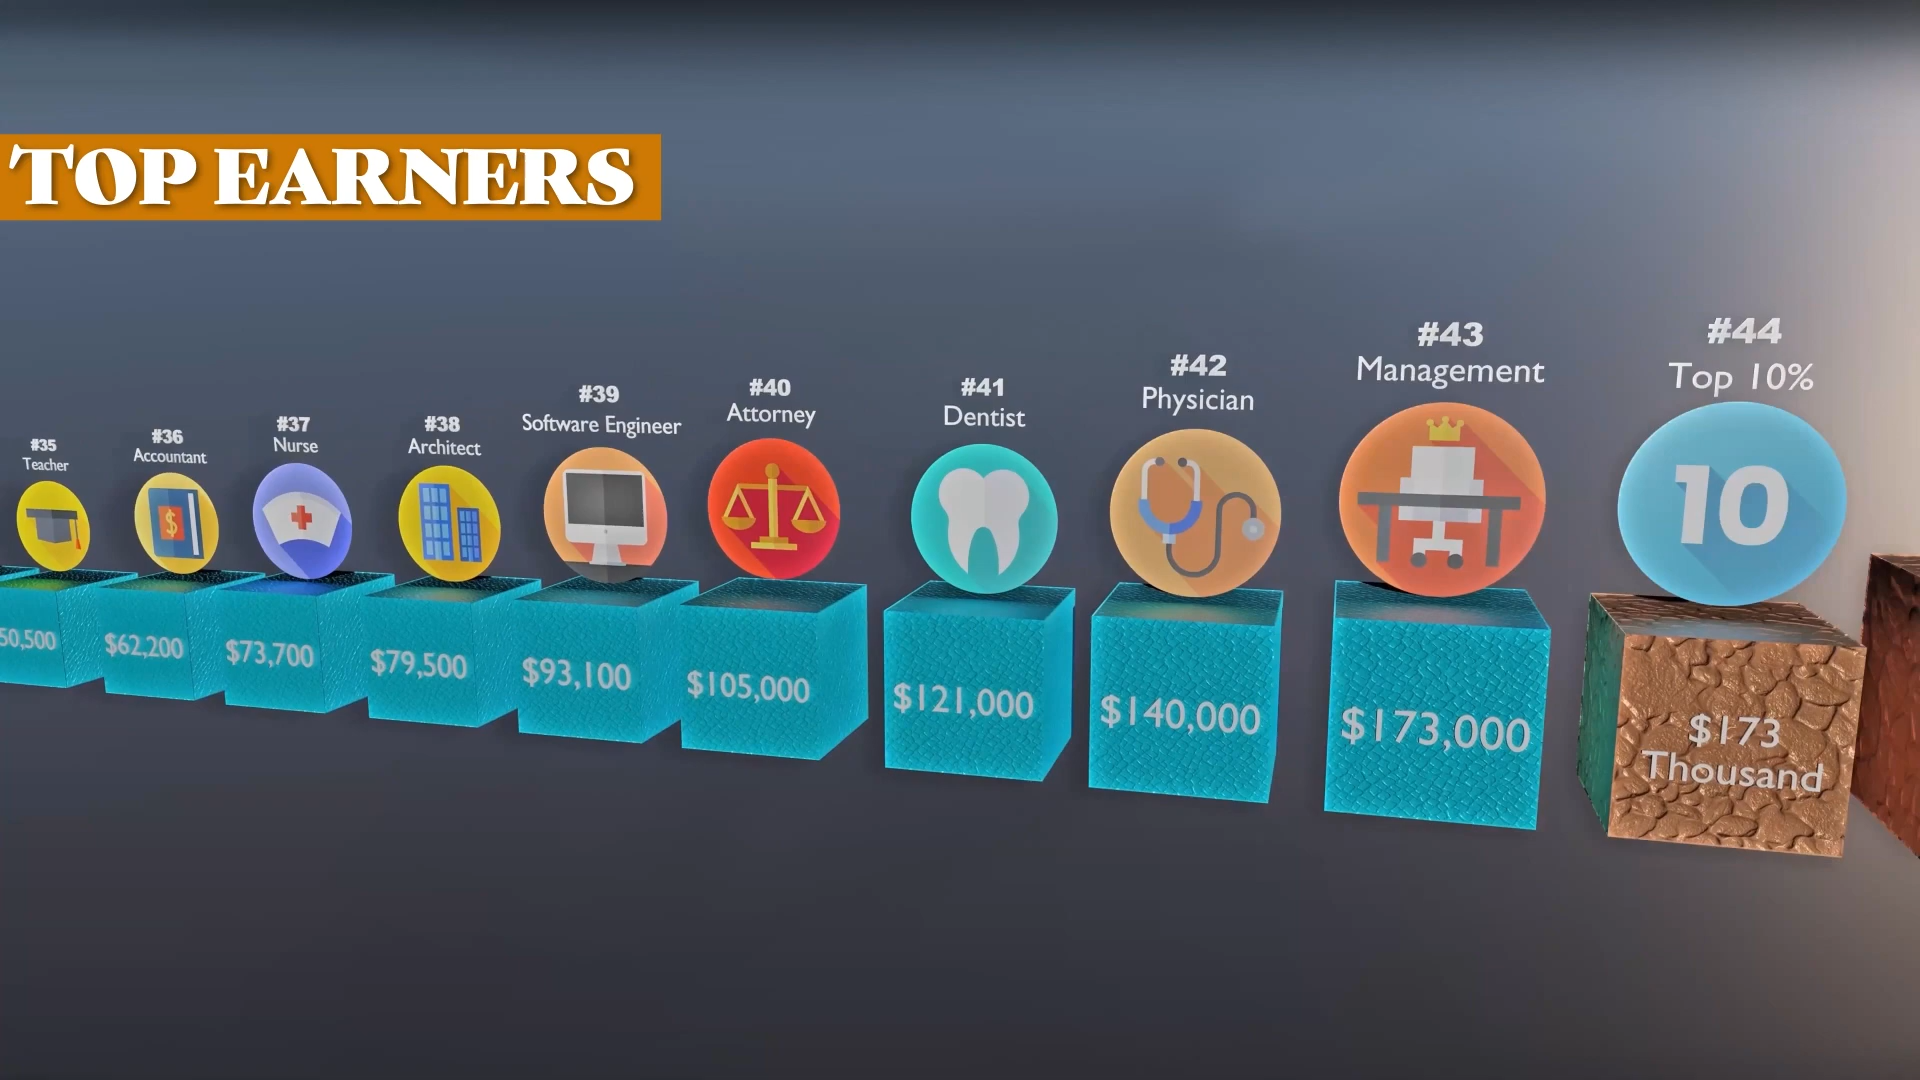 TOP EARNERS
#35
Teacher
50,500
#36
Accountant
$
$62,200
#37
Nurse
$73,700
#38
Architect
$79,500
#39
Software Engineer
$93,100
#40
Attorney
$105,000
#41
Dentist
$121,000
#42
Physician
$140,000
#43
Management
$173,000
#44
Top 10%
10
$173
Thousand